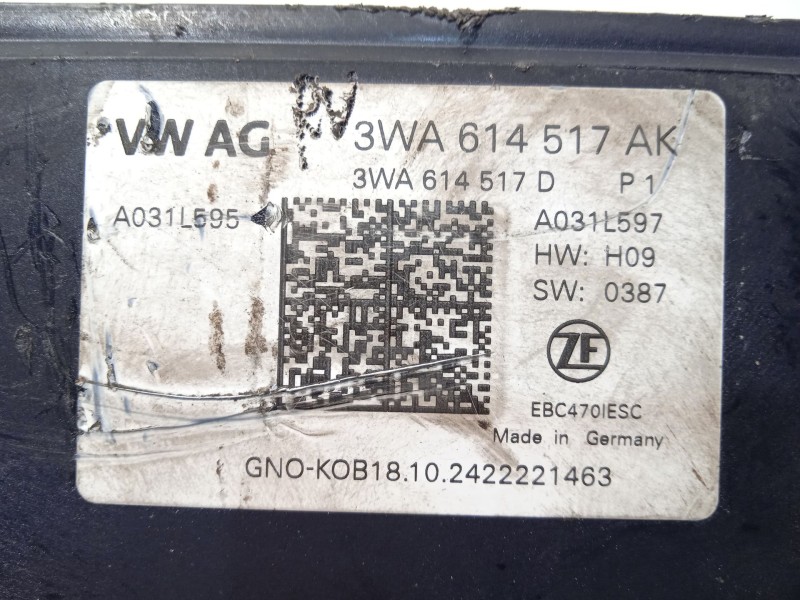 VW AG 3WA 614 517 AK
3WA 614 517 D P 1
A031L595 A031L597
HW: H09
SW: 0387
ZF
EBC470IESC
Made in Germany
GNO-KOB18.10.2422221463